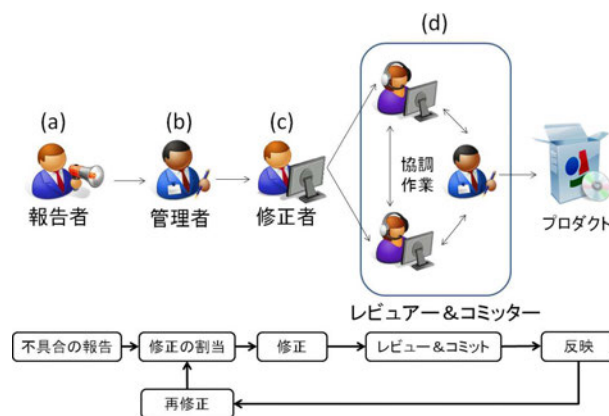 (d)
(a)
(b)
(c)
協調
作業
報告者
管理者
修正者
プロダクト
レビュアー＆コミッター
不具合の報告
修正の割当
修正
レビュー＆コミット
反映
再修正